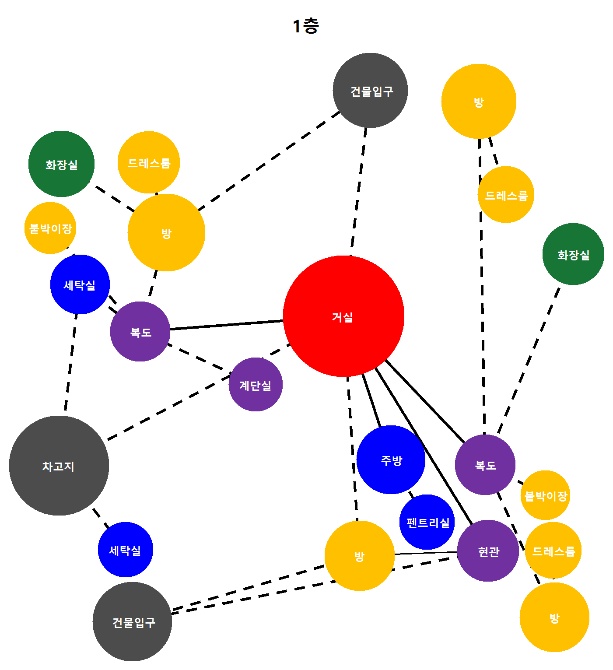 1층
건물입구
방
화장실
드레스룸
드레스룸
붙박이장
방
화장실
세탁실
거실
복도
계단실
주방
차고지
복도
붙박이장
펜트리실
세탁실
방
현관
드레스룸
건물입구
방